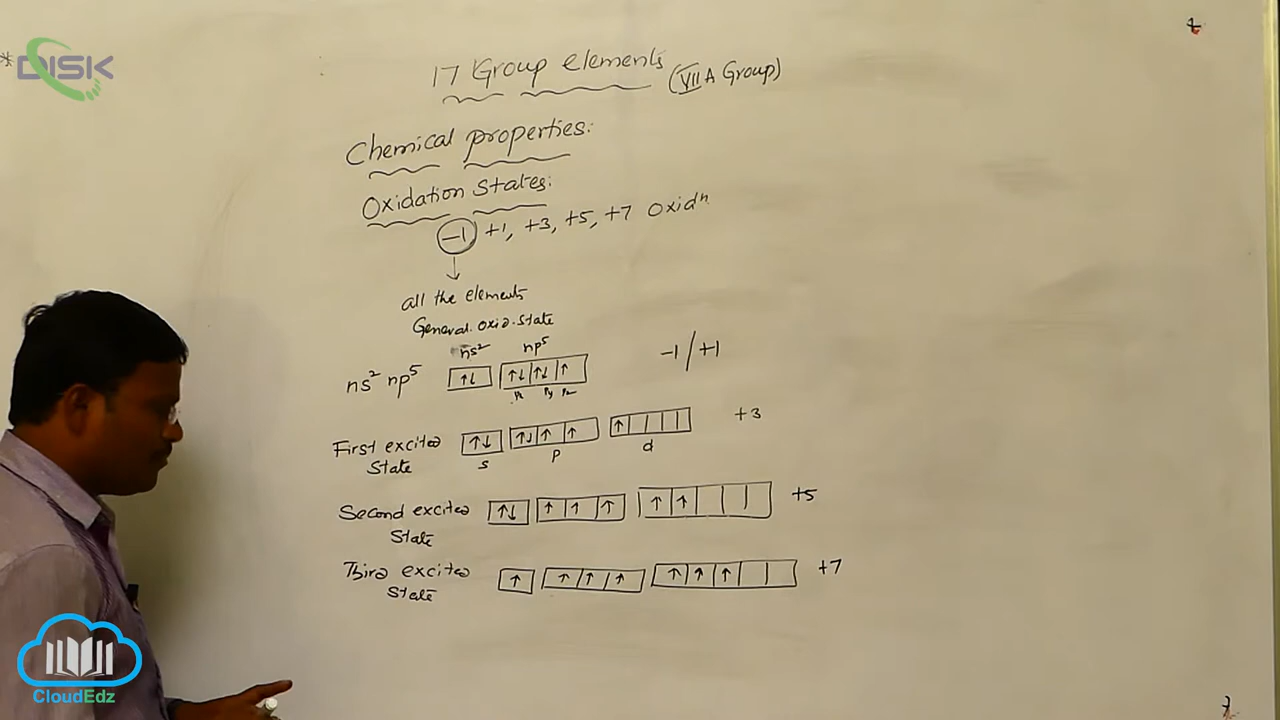 DISK
17 Group elements (VII A Group)
Chemical properties:
Oxidation States:
-1 +1, +3, +5, +7 Oxidⁿ
↓
all the elements
General oxid. state
ns² np⁵
ns² np⁵ ↑↓ ↑↓ ↑↓ ↑ -1/+1
Px Py Pz
First excited ↑↓ ↑↓ ↑ ↑ ↑ +3
State s p d
Second excited ↑↓ ↑ ↑ ↑ ↑ ↑ +5
State
Third excited ↑ ↑ ↑ ↑ ↑ ↑ ↑ +7
State
CloudEdz